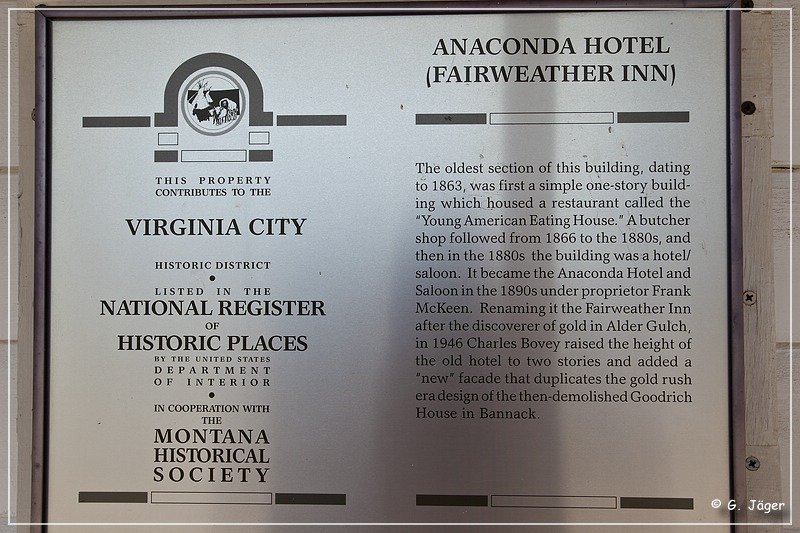 THIS PROPERTY
CONTRIBUTES TO THE
VIRGINIA CITY
HISTORIC DISTRICT
•
LISTED IN THE
NATIONAL REGISTER
OF
HISTORIC PLACES
BY THE UNITED STATES
DEPARTMENT
OF INTERIOR
•
IN COOPERATION WITH
THE
MONTANA
HISTORICAL
SOCIETY
ANACONDA HOTEL
(FAIRWEATHER INN)
The oldest section of this building, dating
to 1863, was first a simple one-story build-
ing which housed a restaurant called the
“Young American Eating House.” A butcher
shop followed from 1866 to the 1880s, and
then in the 1880s the building was a hotel/
saloon. It became the Anaconda Hotel and
Saloon in the 1890s under proprietor Frank
McKeen. Renaming it the Fairweather Inn
after the discoverer of gold in Alder Gulch,
in 1946 Charles Bovey raised the height of
the old hotel to two stories and added a
"new" facade that duplicates the gold rush
era design of the then-demolished Goodrich
House in Bannack.
© G. Jäger